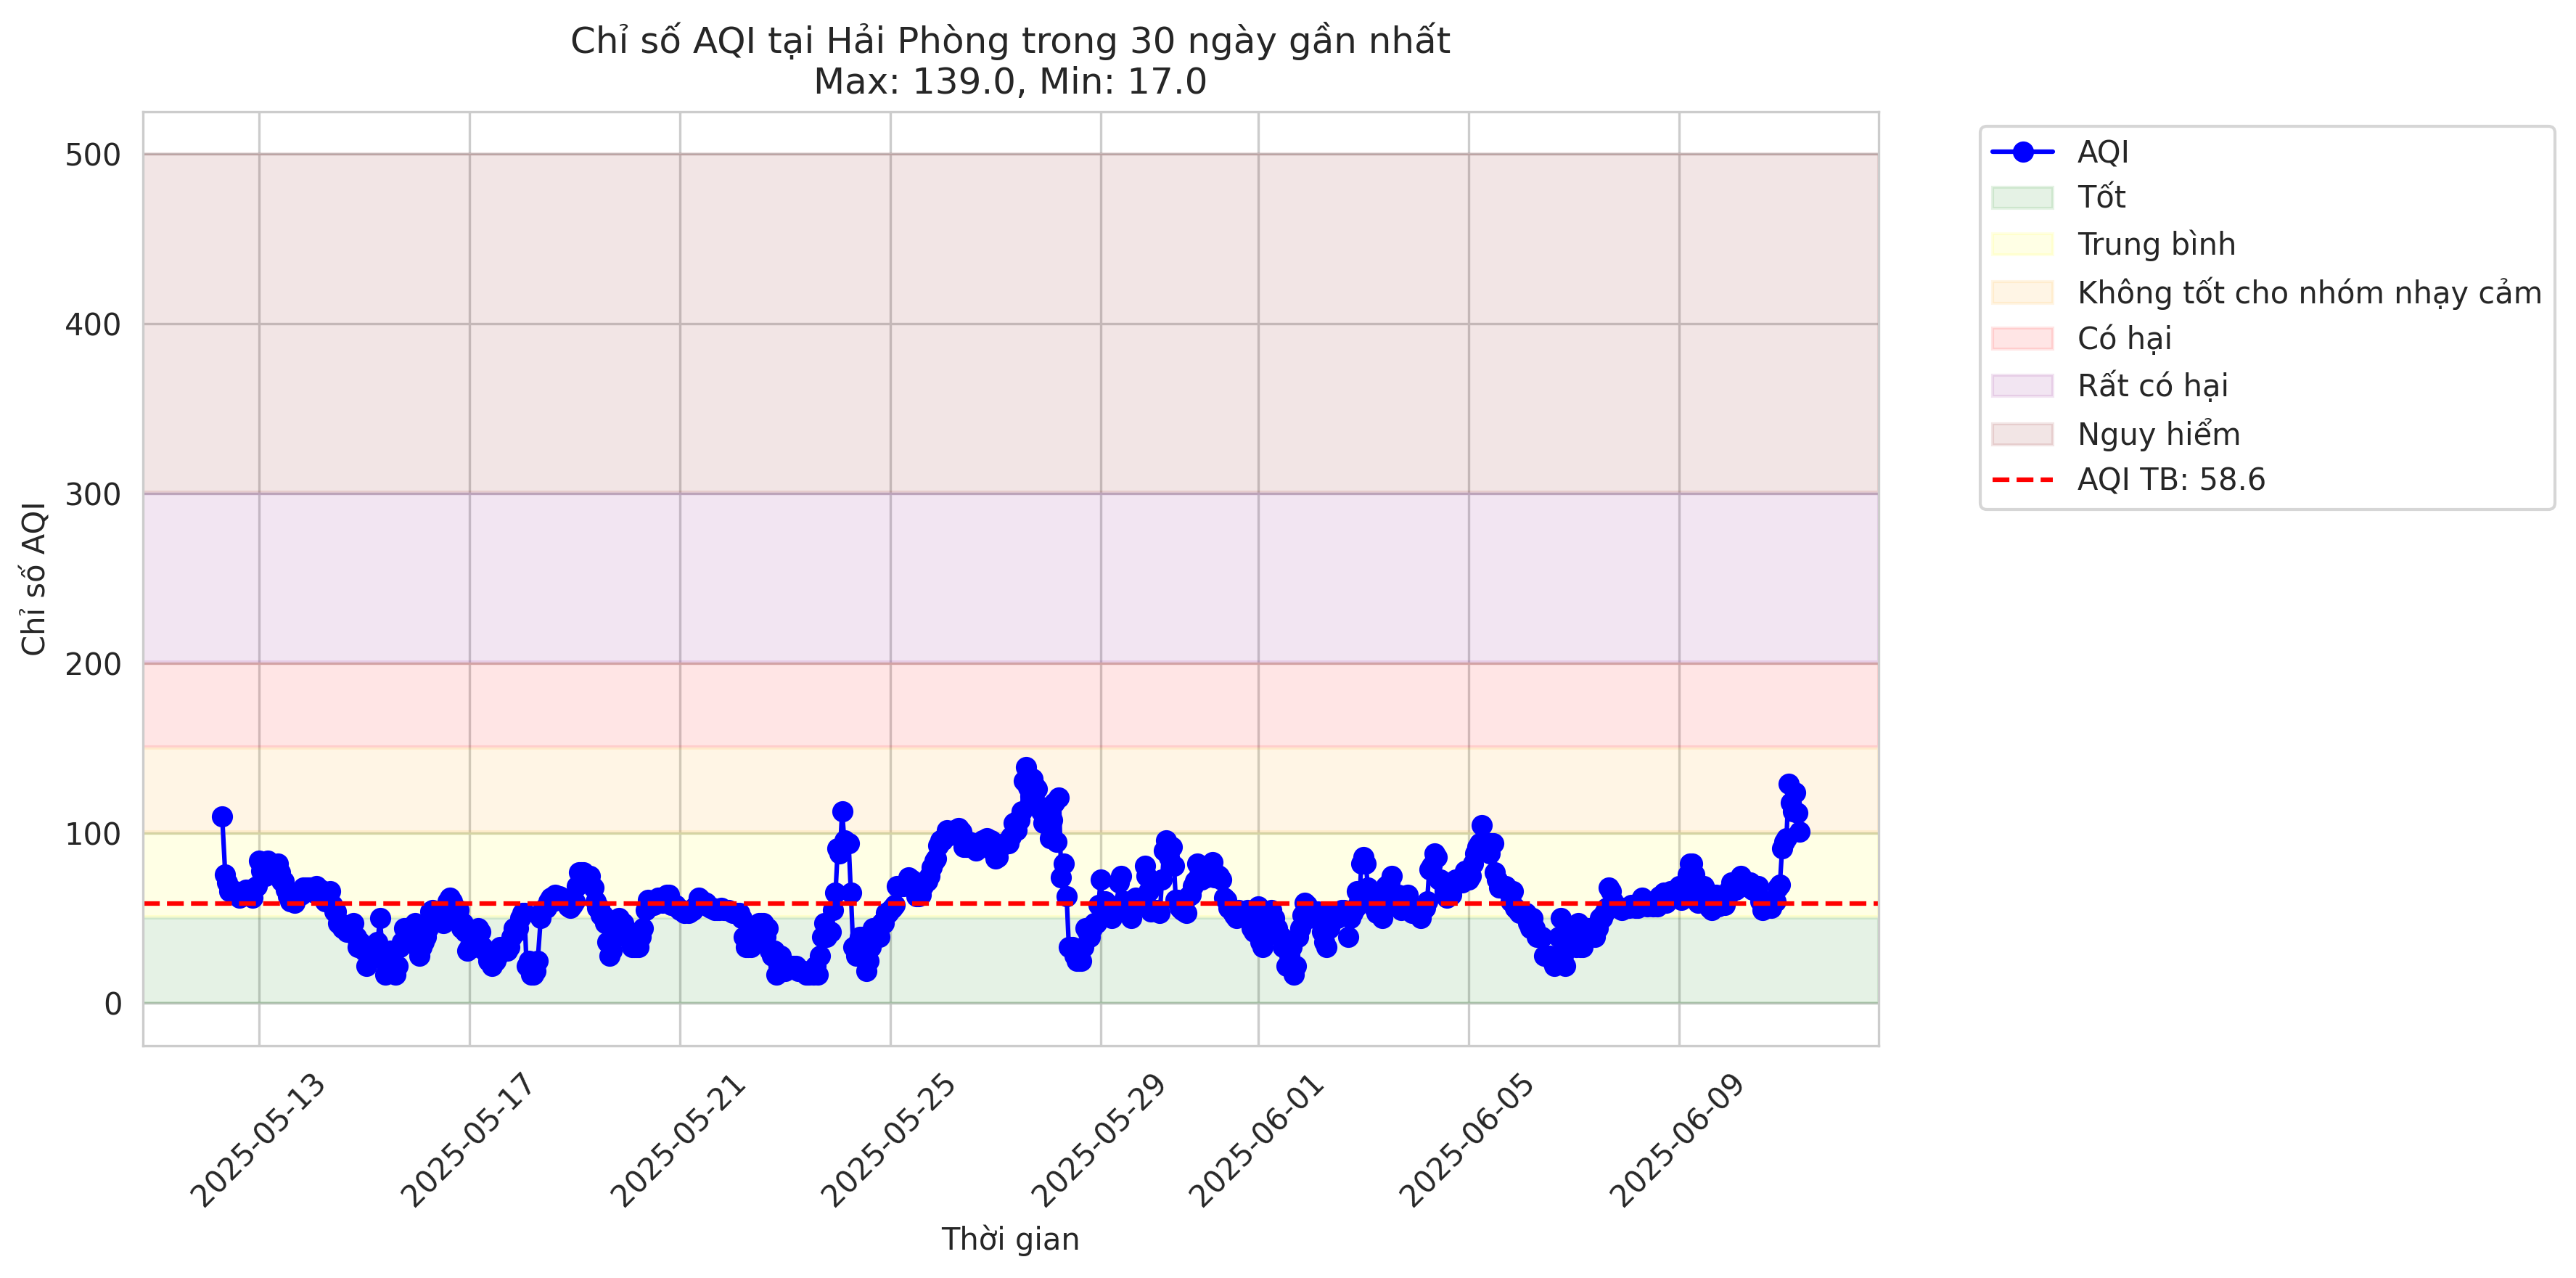 Chỉ số AQI tại Hải Phòng trong 30 ngày gần nhất
Max: 139.0, Min: 17.0
Chỉ số AQI
500
400
300
200
100
0
2025-05-13
2025-05-17
2025-05-21
2025-05-25
2025-05-29
2025-06-01
2025-06-05
2025-06-09
Thời gian
AQI
Tốt
Trung bình
Không tốt cho nhóm nhạy cảm
Có hại
Rất có hại
Nguy hiểm
AQI TB: 58.6